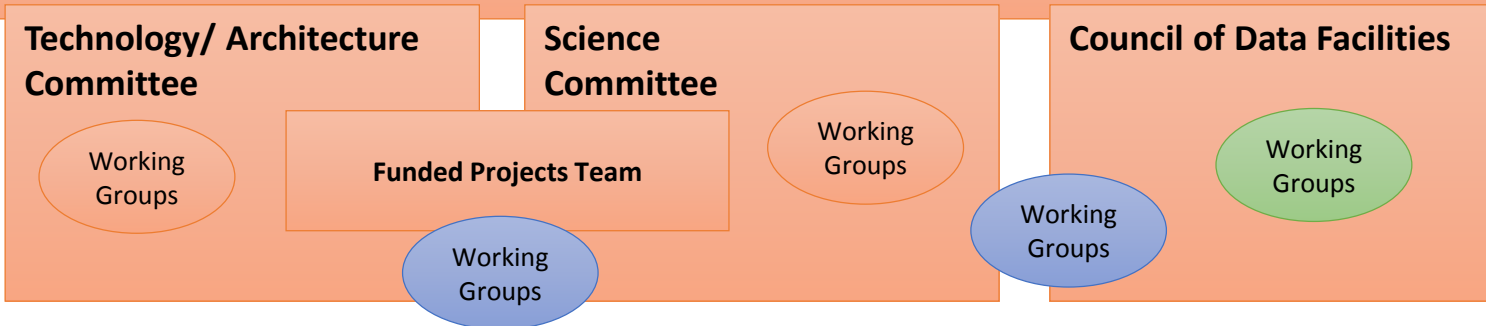 Technology/ Architecture
Committee
Science
Committee
Council of Data Facilities
Working
Groups
Funded Projects Team
Working
Groups
Working
Groups
Working
Groups
Working
Groups